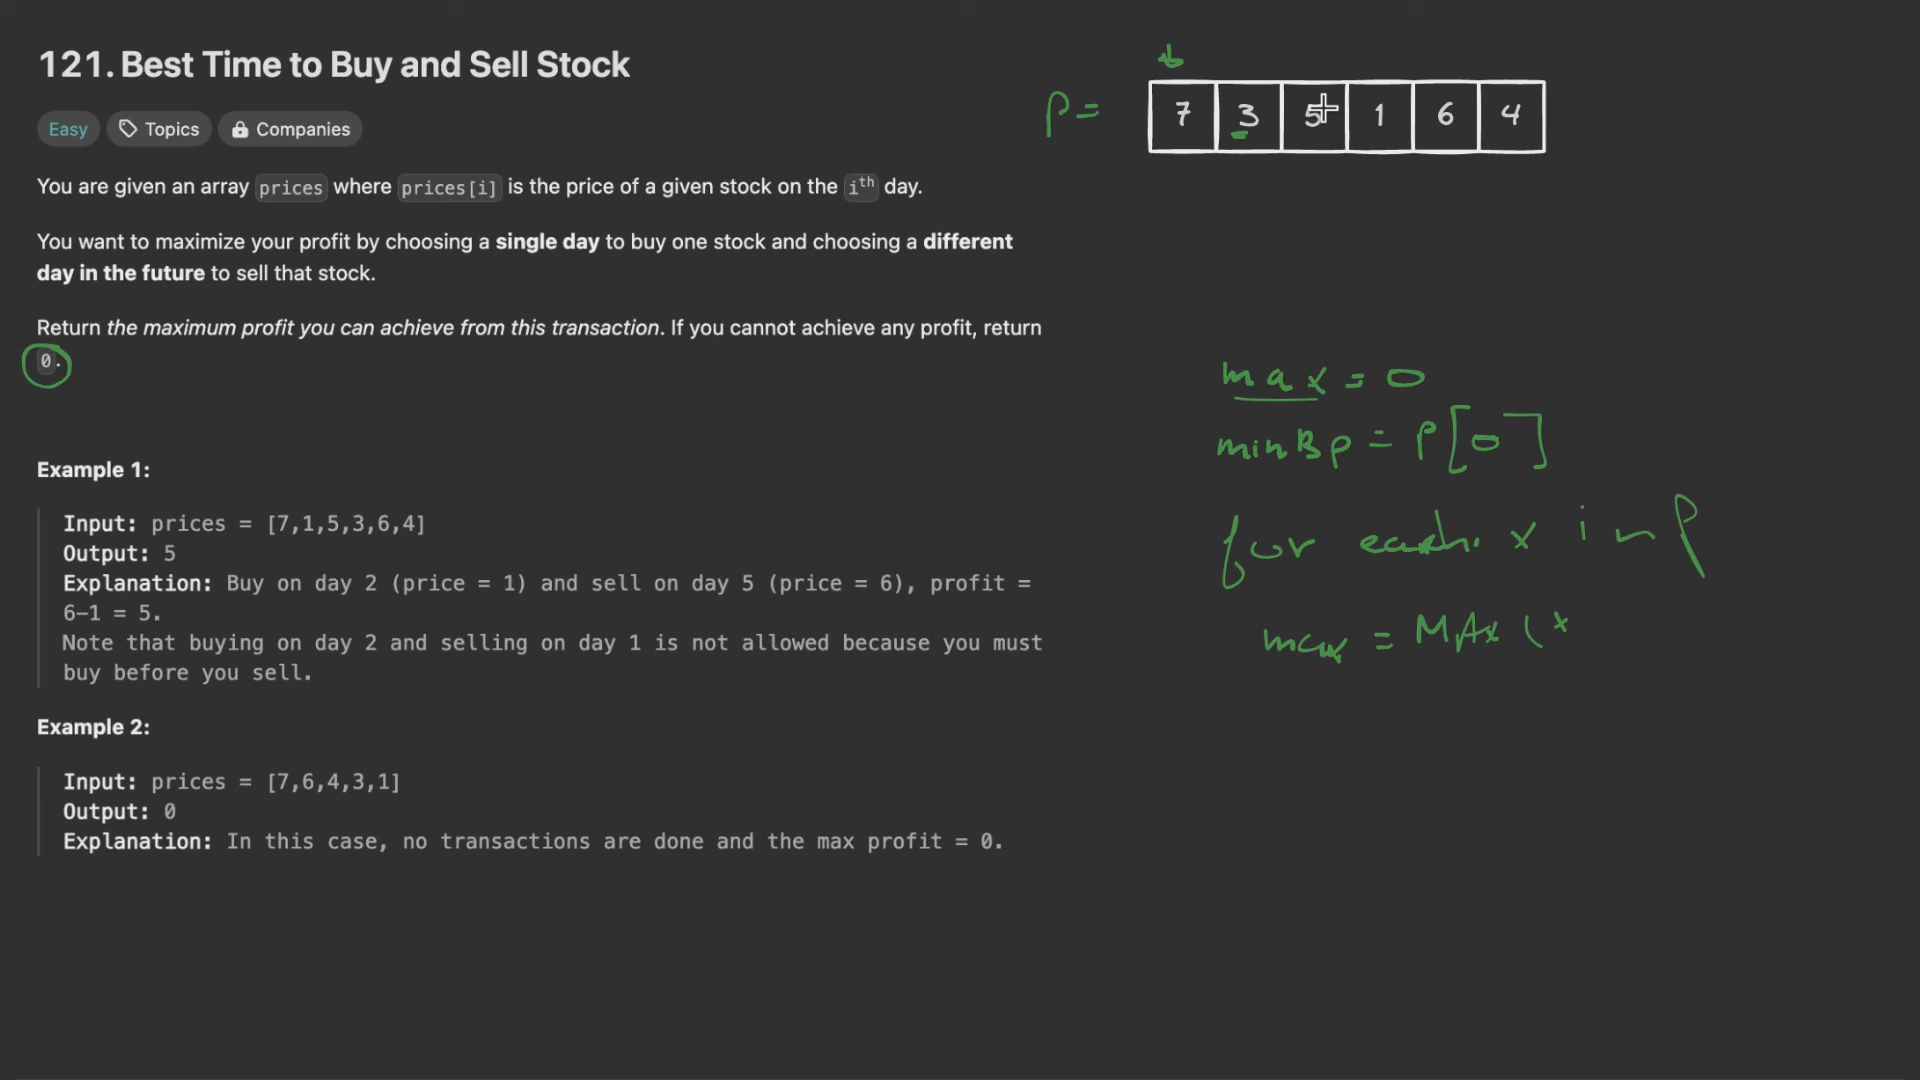 121. Best Time to Buy and Sell Stock
Easy Topics Companies
You are given an array prices where prices[i] is the price of a given stock on the ith day.
You want to maximize your profit by choosing a single day to buy one stock and choosing a different
day in the future to sell that stock.
Return the maximum profit you can achieve from this transaction. If you cannot achieve any profit, return
0.
Example 1:
Input: prices = [7,1,5,3,6,4]
Output: 5
Explanation: Buy on day 2 (price = 1) and sell on day 5 (price = 6), profit =
6-1 = 5.
Note that buying on day 2 and selling on day 1 is not allowed because you must
buy before you sell.
Example 2:
Input: prices = [7,6,4,3,1]
Output: 0
Explanation: In this case, no transactions are done and the max profit = 0.
P = 7 3 5 1 6 4
max = 0
minBp = P[0]
for each x in P
max = MAX (x